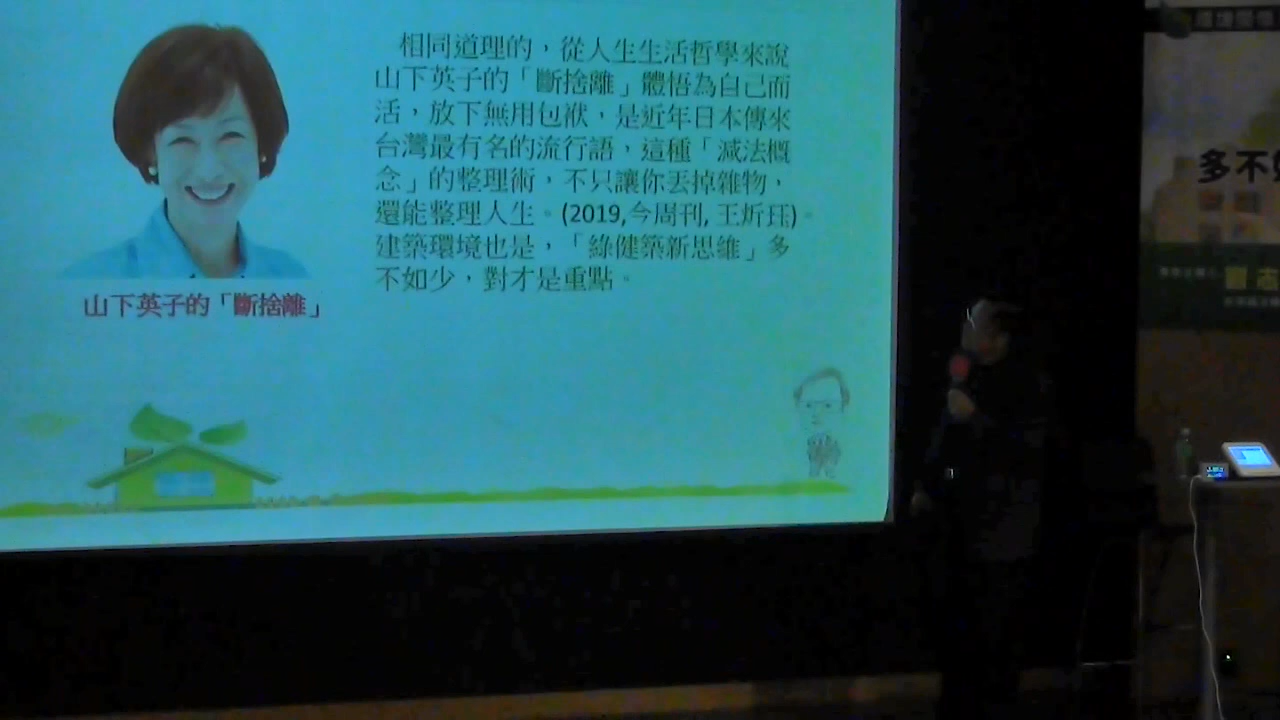 相同道理的，從人生生活哲學來說
山下英子的「斷捨離」體悟為自己而
活，放下無用包袱，是近年日本傳來
台灣最有名的流行語，這種「減法概
念」的整理術，不只讓你丟掉雜物，
還能整理人生。(2019,今周刊, 王炘珏)。
建築環境也是，「綠健築新思維」多
不如少，對才是重點。
山下英子的「斷捨離」
多不